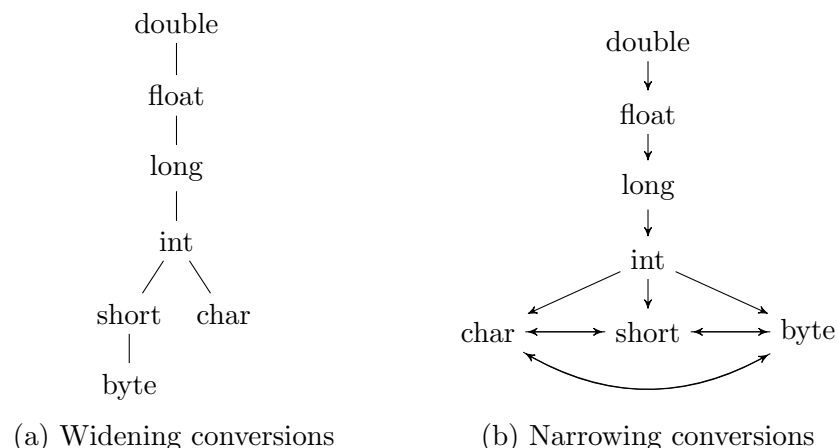 double
float
long
int
short char
byte
(a) Widening conversions
double
float
long
int
char short byte
(b) Narrowing conversions